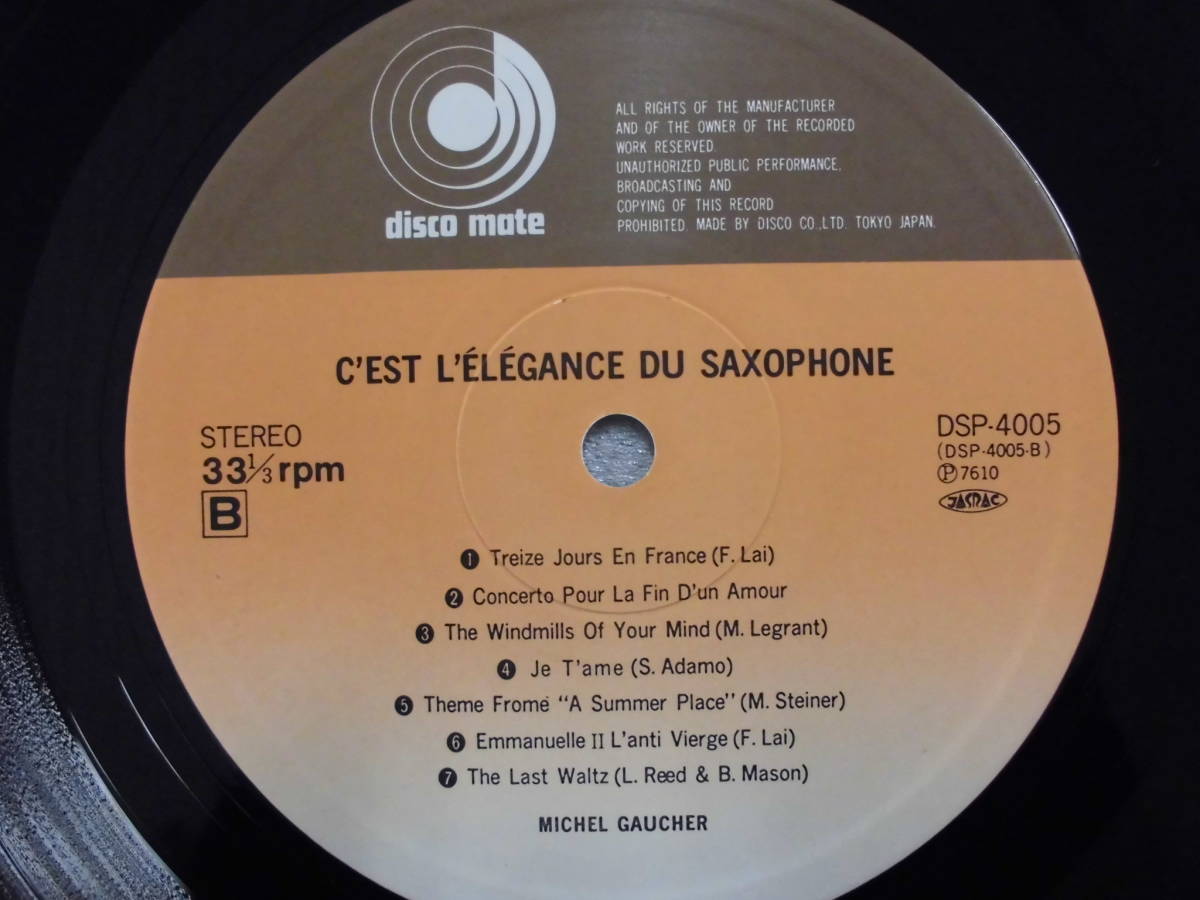 disco mate
ALL RIGHTS OF THE MANUFACTURER
AND OF THE OWNER OF THE RECORDED
WORK RESERVED.
UNAUTHORIZED PUBLIC PERFORMANCE,
BROADCASTING AND
COPYING OF THIS RECORD
PROHIBITED. MADE BY DISCO CO.,LTD. TOKYO JAPAN.
C'EST L'ÉLÉGANCE DU SAXOPHONE
STEREO
33 1/3 rpm
B
DSP-4005
(DSP-4005-B)
Ⓟ7610
JASRAC
❶ Treize Jours En France (F. Lai)
❷ Concerto Pour La Fin D'un Amour
❸ The Windmills Of Your Mind (M. Legrant)
❹ Je T'ame (S. Adamo)
❺ Theme Frome "A Summer Place" (M. Steiner)
❻ Emmanuelle II L'anti Vierge (F. Lai)
❼ The Last Waltz (L. Reed & B. Mason)
MICHEL GAUCHER